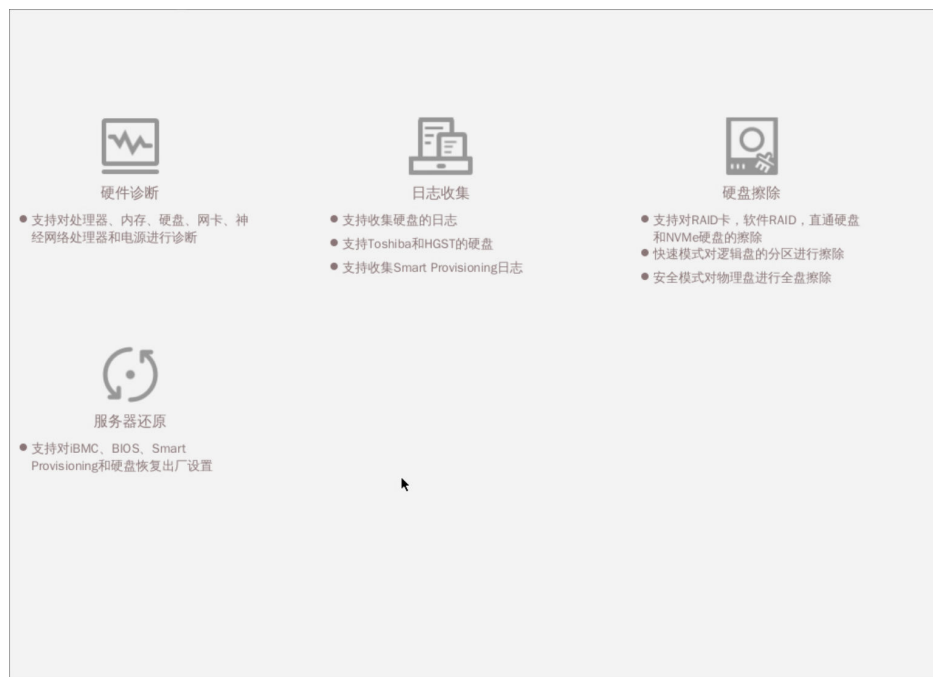 硬件诊断
支持对处理器、内存、硬盘、网卡、神
经网络处理器和电源进行诊断
日志收集
支持收集硬盘的日志
支持Toshiba和HGST的硬盘
支持收集Smart Provisioning日志
硬盘擦除
支持对RAID卡，软件RAID，直通硬盘
和NVMe硬盘的擦除
快速模式对逻辑盘的分区进行擦除
安全模式对物理盘进行全盘擦除
服务器还原
支持对iBMC、BIOS、Smart
Provisioning和硬盘恢复出厂设置